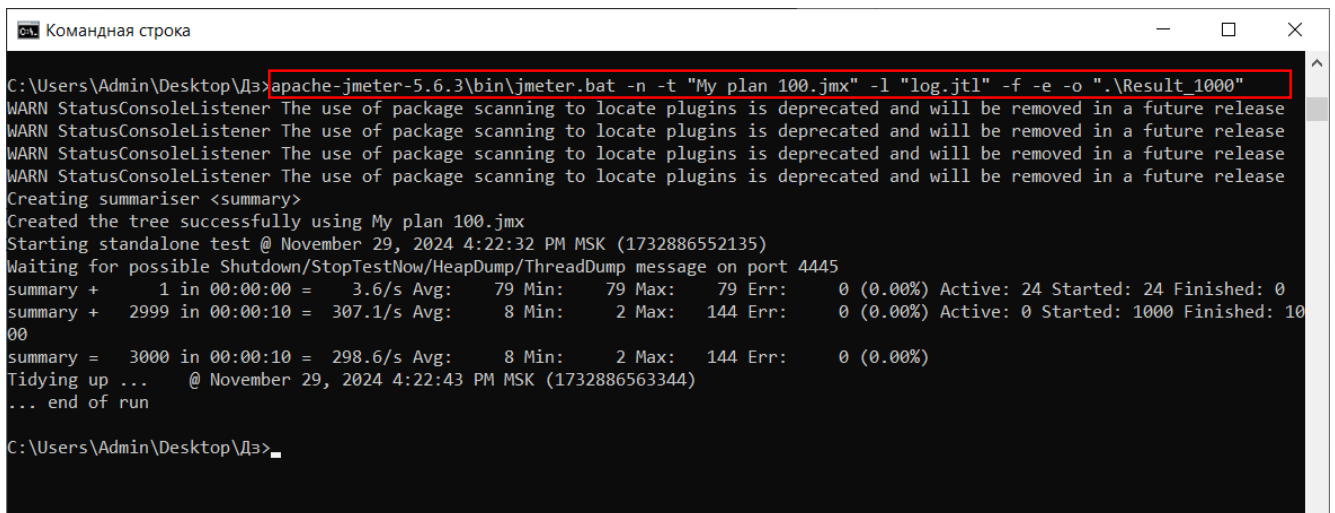 Командная строка
C:\Users\Admin\Desktop\Дз>apache-jmeter-5.6.3\bin\jmeter.bat -n -t "My plan 100.jmx" -l "log.jtl" -f -e -o ".\Result_1000"
WARN StatusConsoleListener The use of package scanning to locate plugins is deprecated and will be removed in a future release
WARN StatusConsoleListener The use of package scanning to locate plugins is deprecated and will be removed in a future release
WARN StatusConsoleListener The use of package scanning to locate plugins is deprecated and will be removed in a future release
WARN StatusConsoleListener The use of package scanning to locate plugins is deprecated and will be removed in a future release
Creating summariser <summary>
Created the tree successfully using My plan 100.jmx
Starting standalone test @ November 29, 2024 4:22:32 PM MSK (1732886552135)
Waiting for possible Shutdown/StopTestNow/HeapDump/ThreadDump message on port 4445
summary +      1 in 00:00:00 =    3.6/s Avg:    79 Min:    79 Max:    79 Err:     0 (0.00%) Active: 24 Started: 24 Finished: 0
summary +   2999 in 00:00:10 =  307.1/s Avg:     8 Min:     2 Max:   144 Err:     0 (0.00%) Active: 0 Started: 1000 Finished: 10
00
summary =   3000 in 00:00:10 =  298.6/s Avg:     8 Min:     2 Max:   144 Err:     0 (0.00%)
Tidying up ...    @ November 29, 2024 4:22:43 PM MSK (1732886563344)
... end of run
C:\Users\Admin\Desktop\Дз>